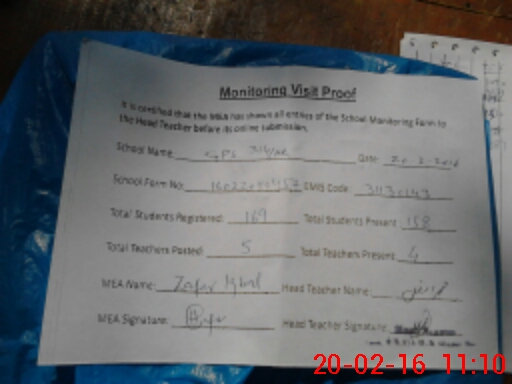 Monitoring Visit Proof
It is certified that the MEA has shown all entries of the School Monitoring Form to
the Head Teacher before its online submission.
School Name: GPS Date:
School Form No: EMIS Code:
Total Students Registered: 169 Total Students Present: 158
Total Teachers Posted: 5 Total Teachers Present: 4
MEA Name: Zafar Iqbal Head Teacher Name:
MEA Signature: Head Teacher Signature:
20-02-16 11:10